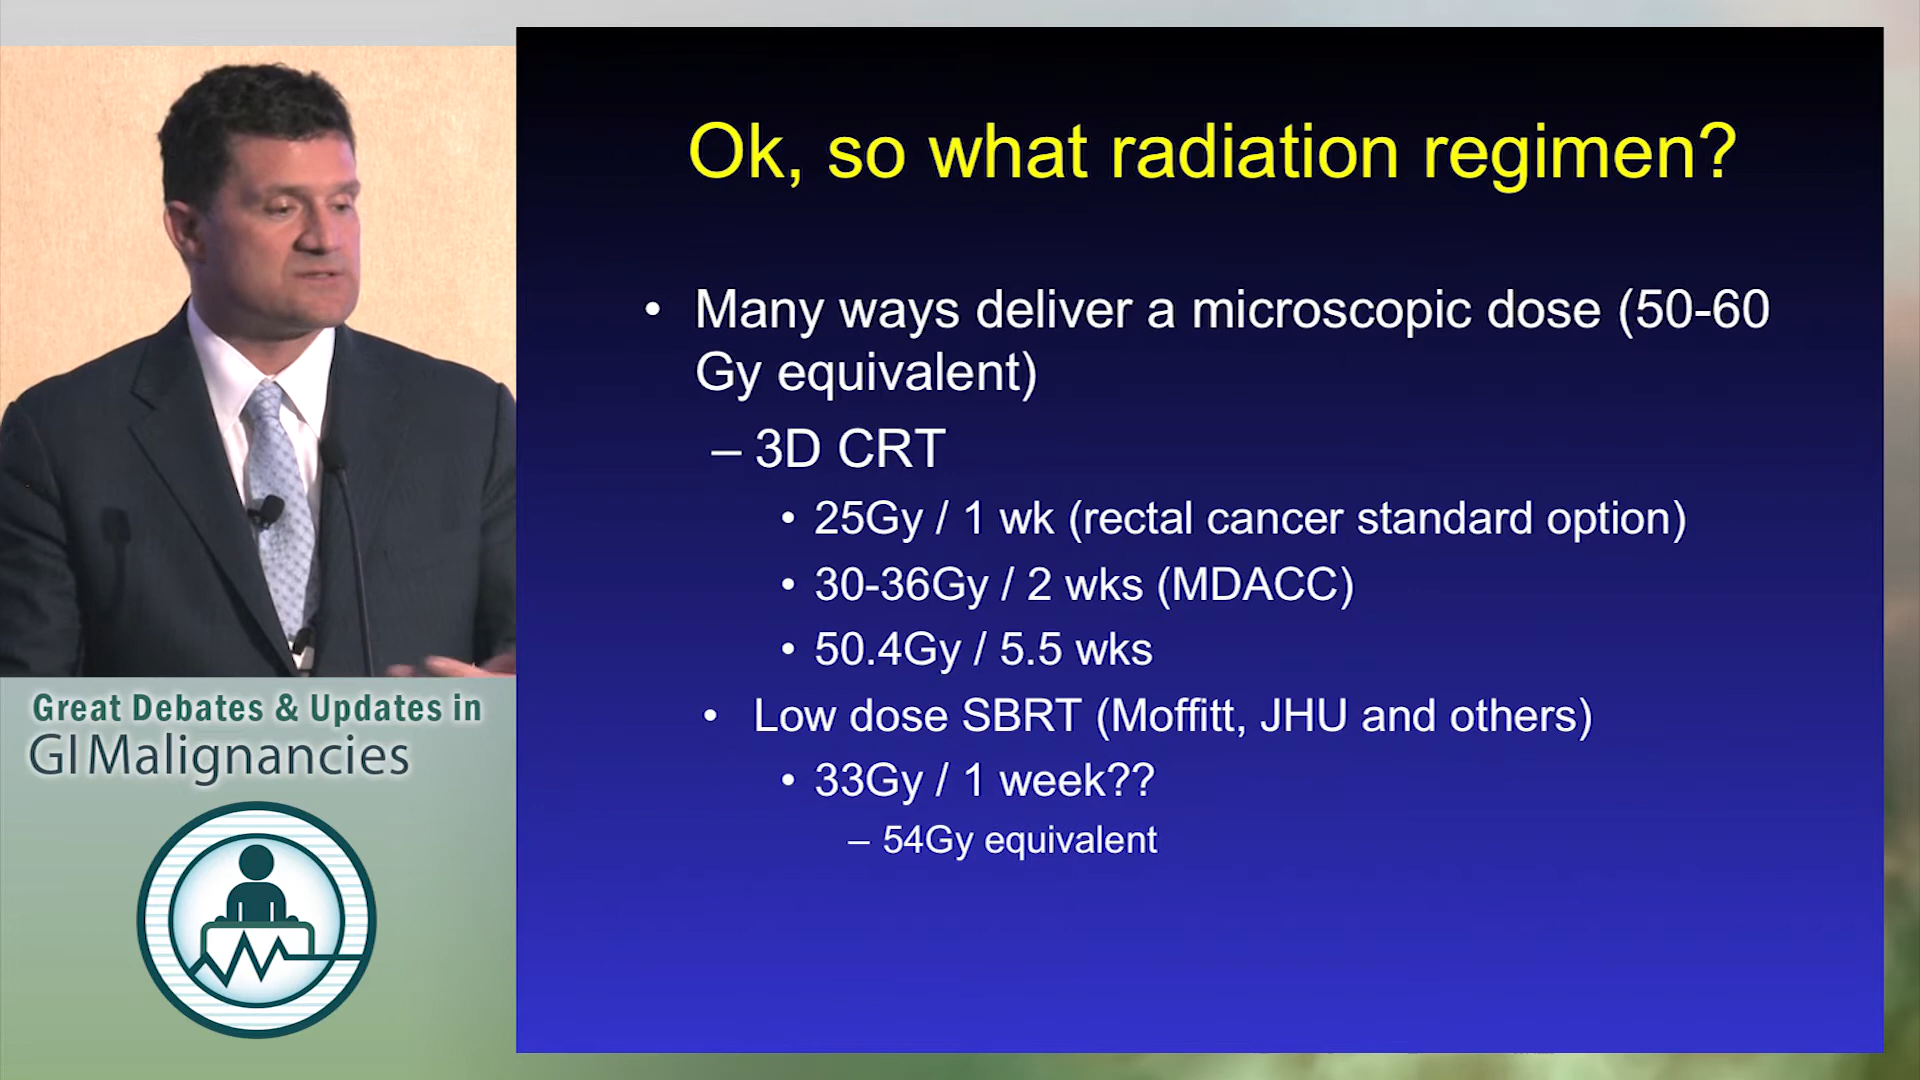 Ok, so what radiation regimen?
• Many ways deliver a microscopic dose (50-60
Gy equivalent)
– 3D CRT
• 25Gy / 1 wk (rectal cancer standard option)
• 30-36Gy / 2 wks (MDACC)
• 50.4Gy / 5.5 wks
• Low dose SBRT (Moffitt, JHU and others)
• 33Gy / 1 week??
– 54Gy equivalent
Great Debates & Updates in
GI Malignancies